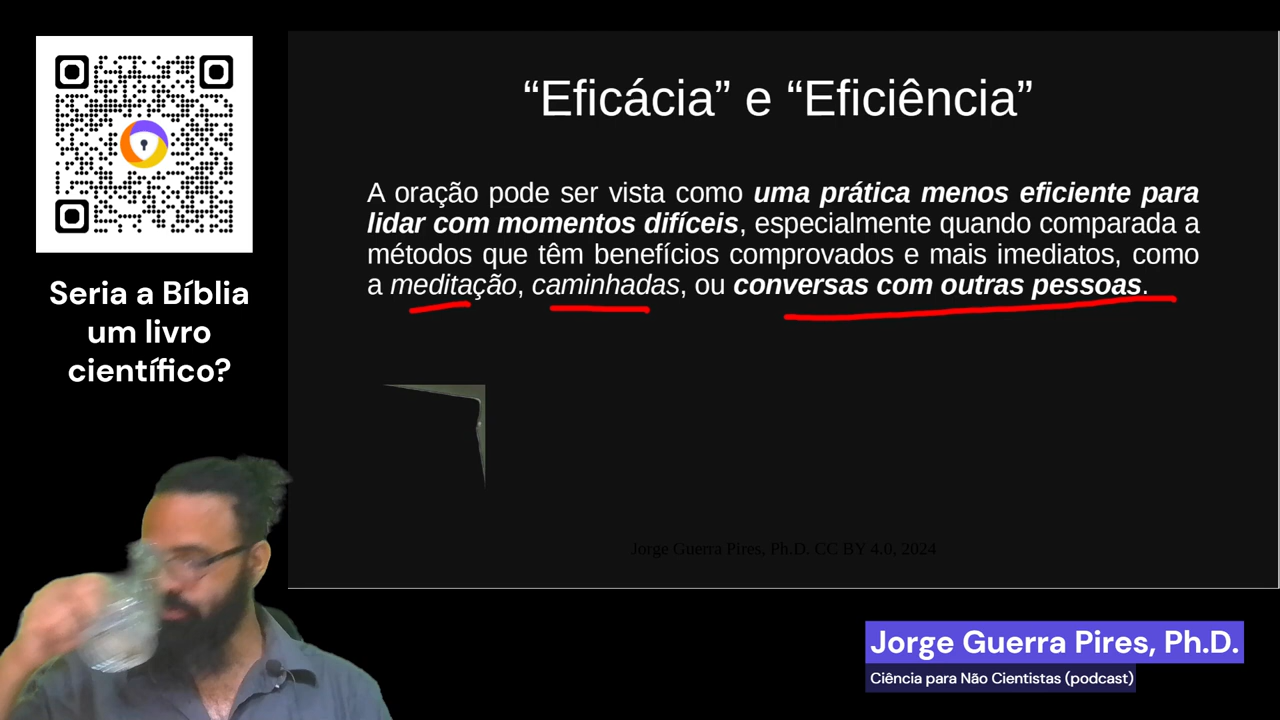 “Eficácia” e “Eficiência”
A oração pode ser vista como uma prática menos eficiente para
lidar com momentos difíceis, especialmente quando comparada a
métodos que têm benefícios comprovados e mais imediatos, como
a meditação, caminhadas, ou conversas com outras pessoas.
Seria a Bíblia
um livro
científico?
Jorge Guerra Pires, Ph.D. CC BY 4.0, 2024
Jorge Guerra Pires, Ph.D.
Ciência para Não Cientistas (podcast)